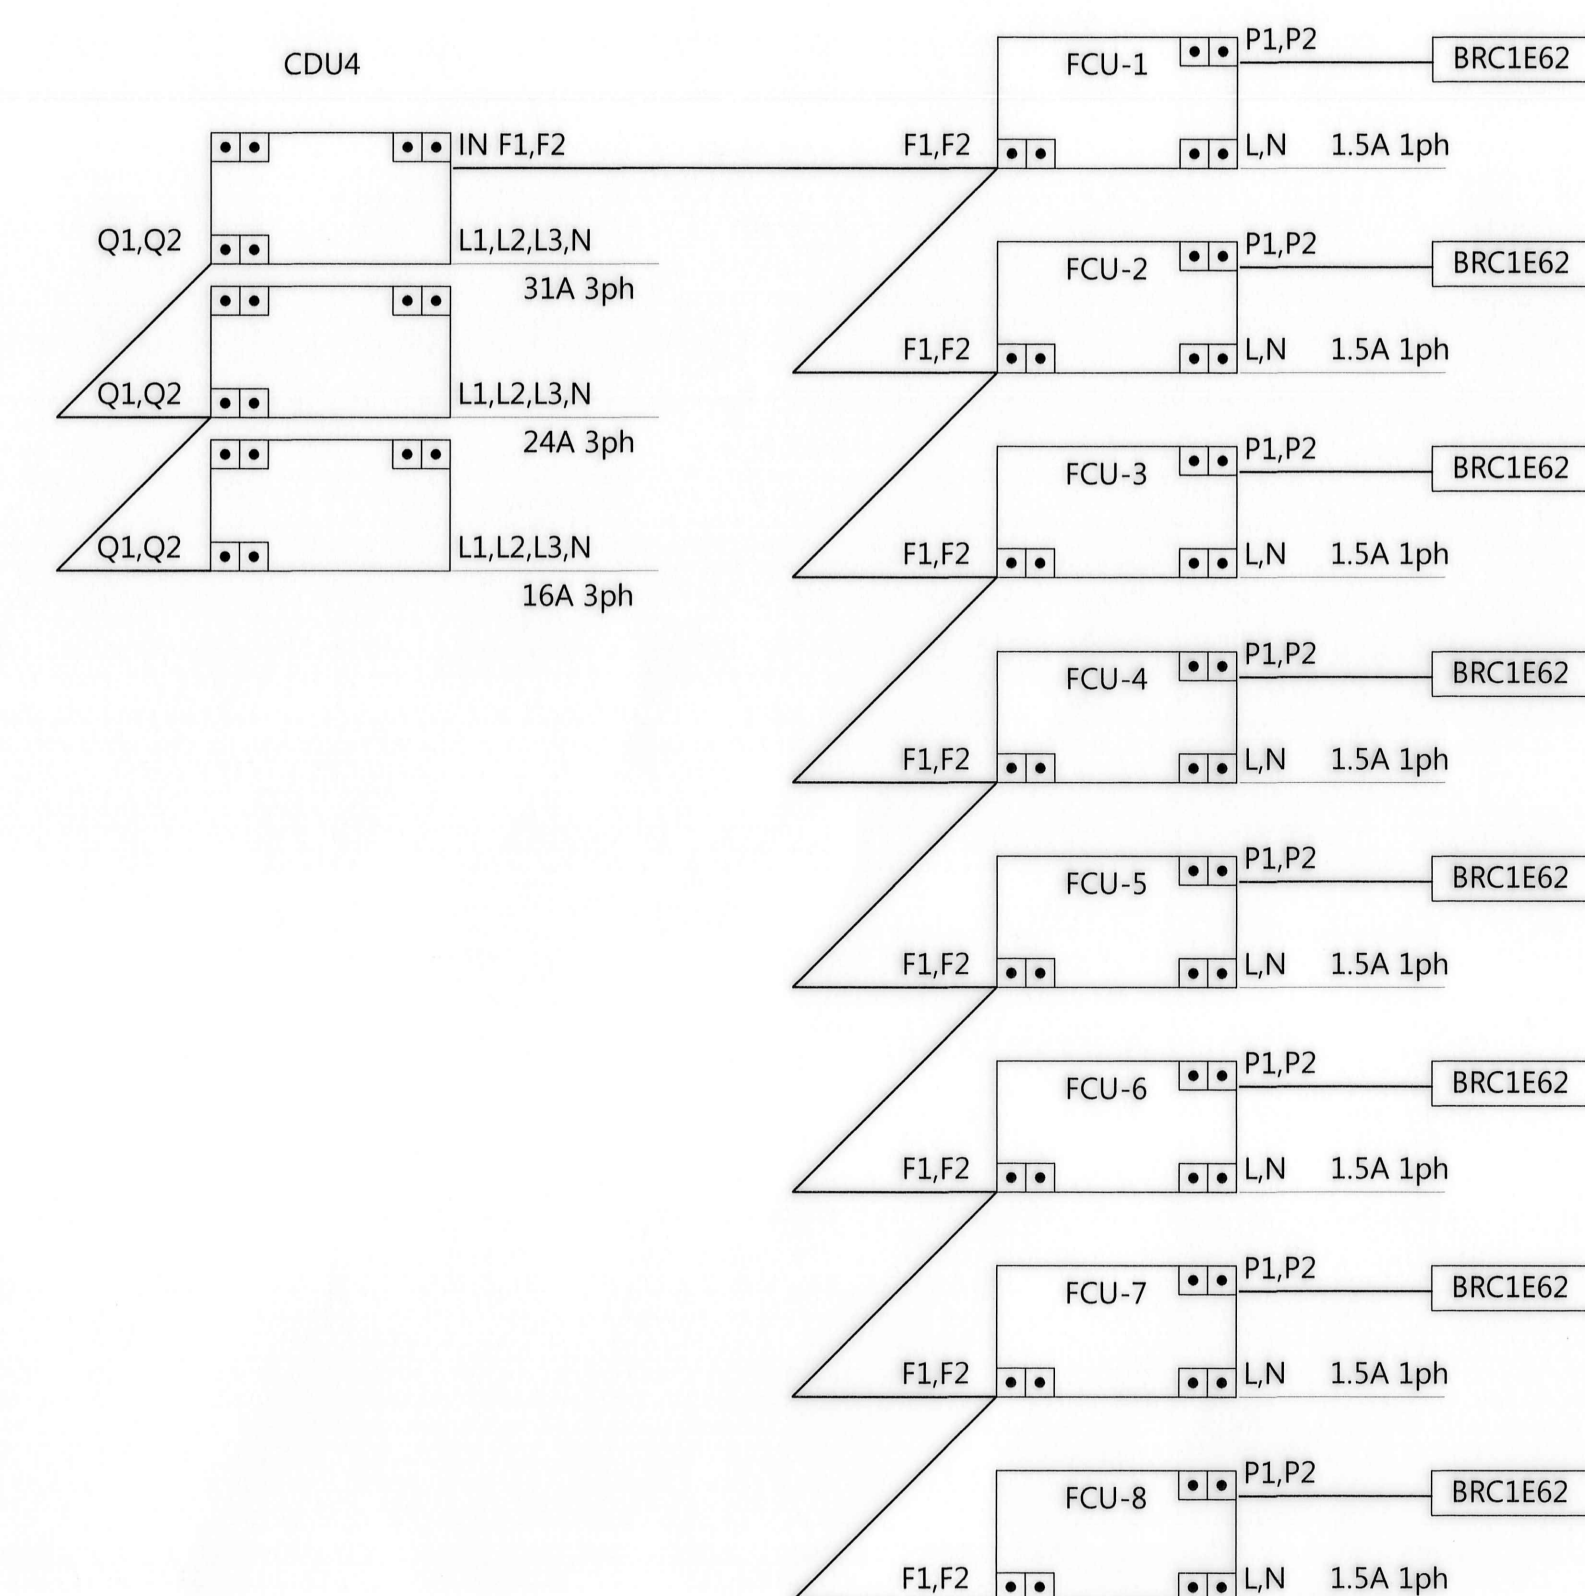 CDU4
IN F1,F2
Q1,Q2
L1,L2,L3,N
31A 3ph
Q1,Q2
L1,L2,L3,N
24A 3ph
Q1,Q2
L1,L2,L3,N
16A 3ph
FCU-1
P1,P2
BRC1E62
F1,F2
L,N 1.5A 1ph
FCU-2
P1,P2
BRC1E62
F1,F2
L,N 1.5A 1ph
FCU-3
P1,P2
BRC1E62
F1,F2
L,N 1.5A 1ph
FCU-4
P1,P2
BRC1E62
F1,F2
L,N 1.5A 1ph
FCU-5
P1,P2
BRC1E62
F1,F2
L,N 1.5A 1ph
FCU-6
P1,P2
BRC1E62
F1,F2
L,N 1.5A 1ph
FCU-7
P1,P2
BRC1E62
F1,F2
L,N 1.5A 1ph
FCU-8
P1,P2
BRC1E62
F1,F2
L,N 1.5A 1ph